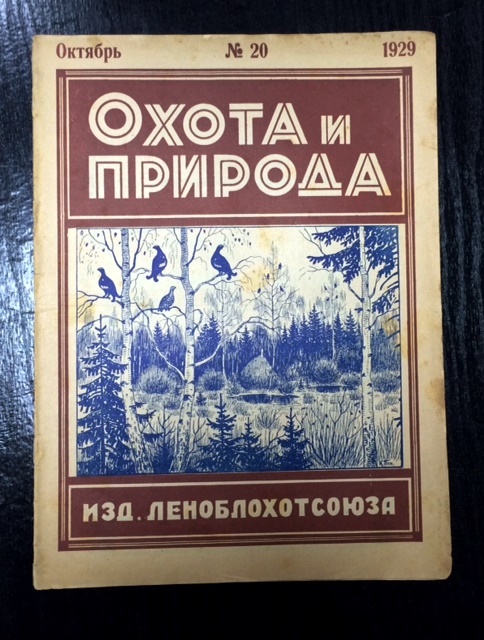 Октябрь № 20 1929
Охота и
природа
ИЗД. ЛЕНОБЛОХОТСОЮЗА